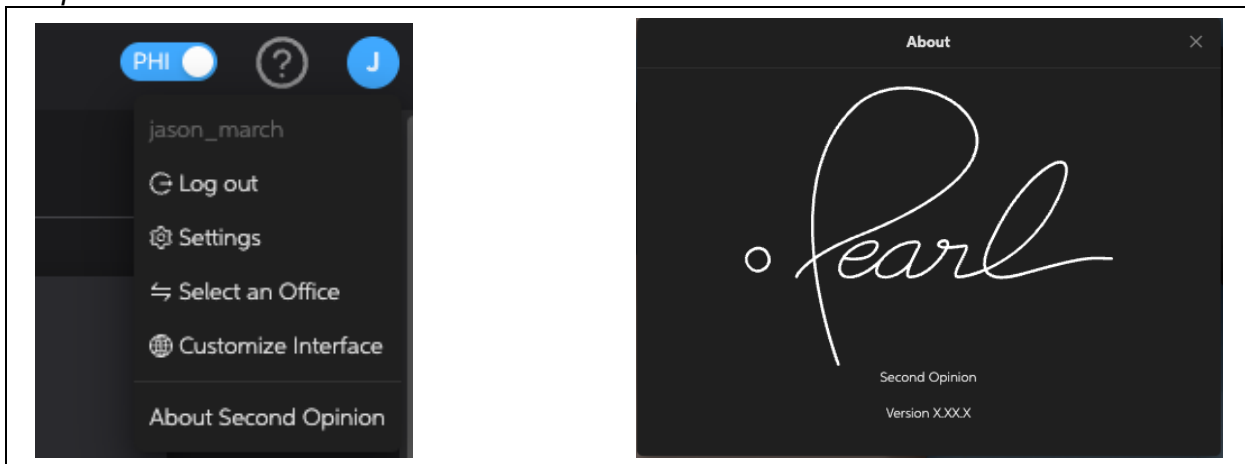 PHI
?
J
jason_march
Log out
Settings
Select an Office
Customize Interface
About Second Opinion
About
Pearl
Second Opinion
Version X.XX.X